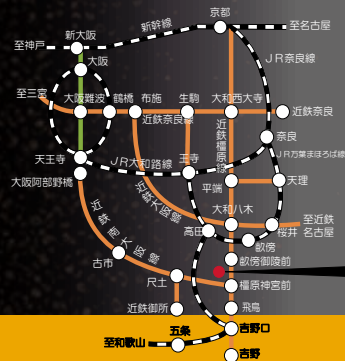 京都
至名古屋
新幹線
新大阪
至神戸
大阪
JR奈良線
至三宮
大阪難波
鶴橋
布施
生駒
大和西大寺
近鉄奈良線
近鉄奈良
近鉄橿原線
奈良
JR万葉まほろば線
天王寺
JR大和路線
王寺
大阪阿部野橋
近鉄大阪線
平端
天理
大和八木
至近鉄
名古屋
桜井
近鉄南大阪線
高田
畝傍
古市
畝傍御陵前
尺土
橿原神宮前
近鉄御所
飛鳥
吉野口
五条
至和歌山
吉野